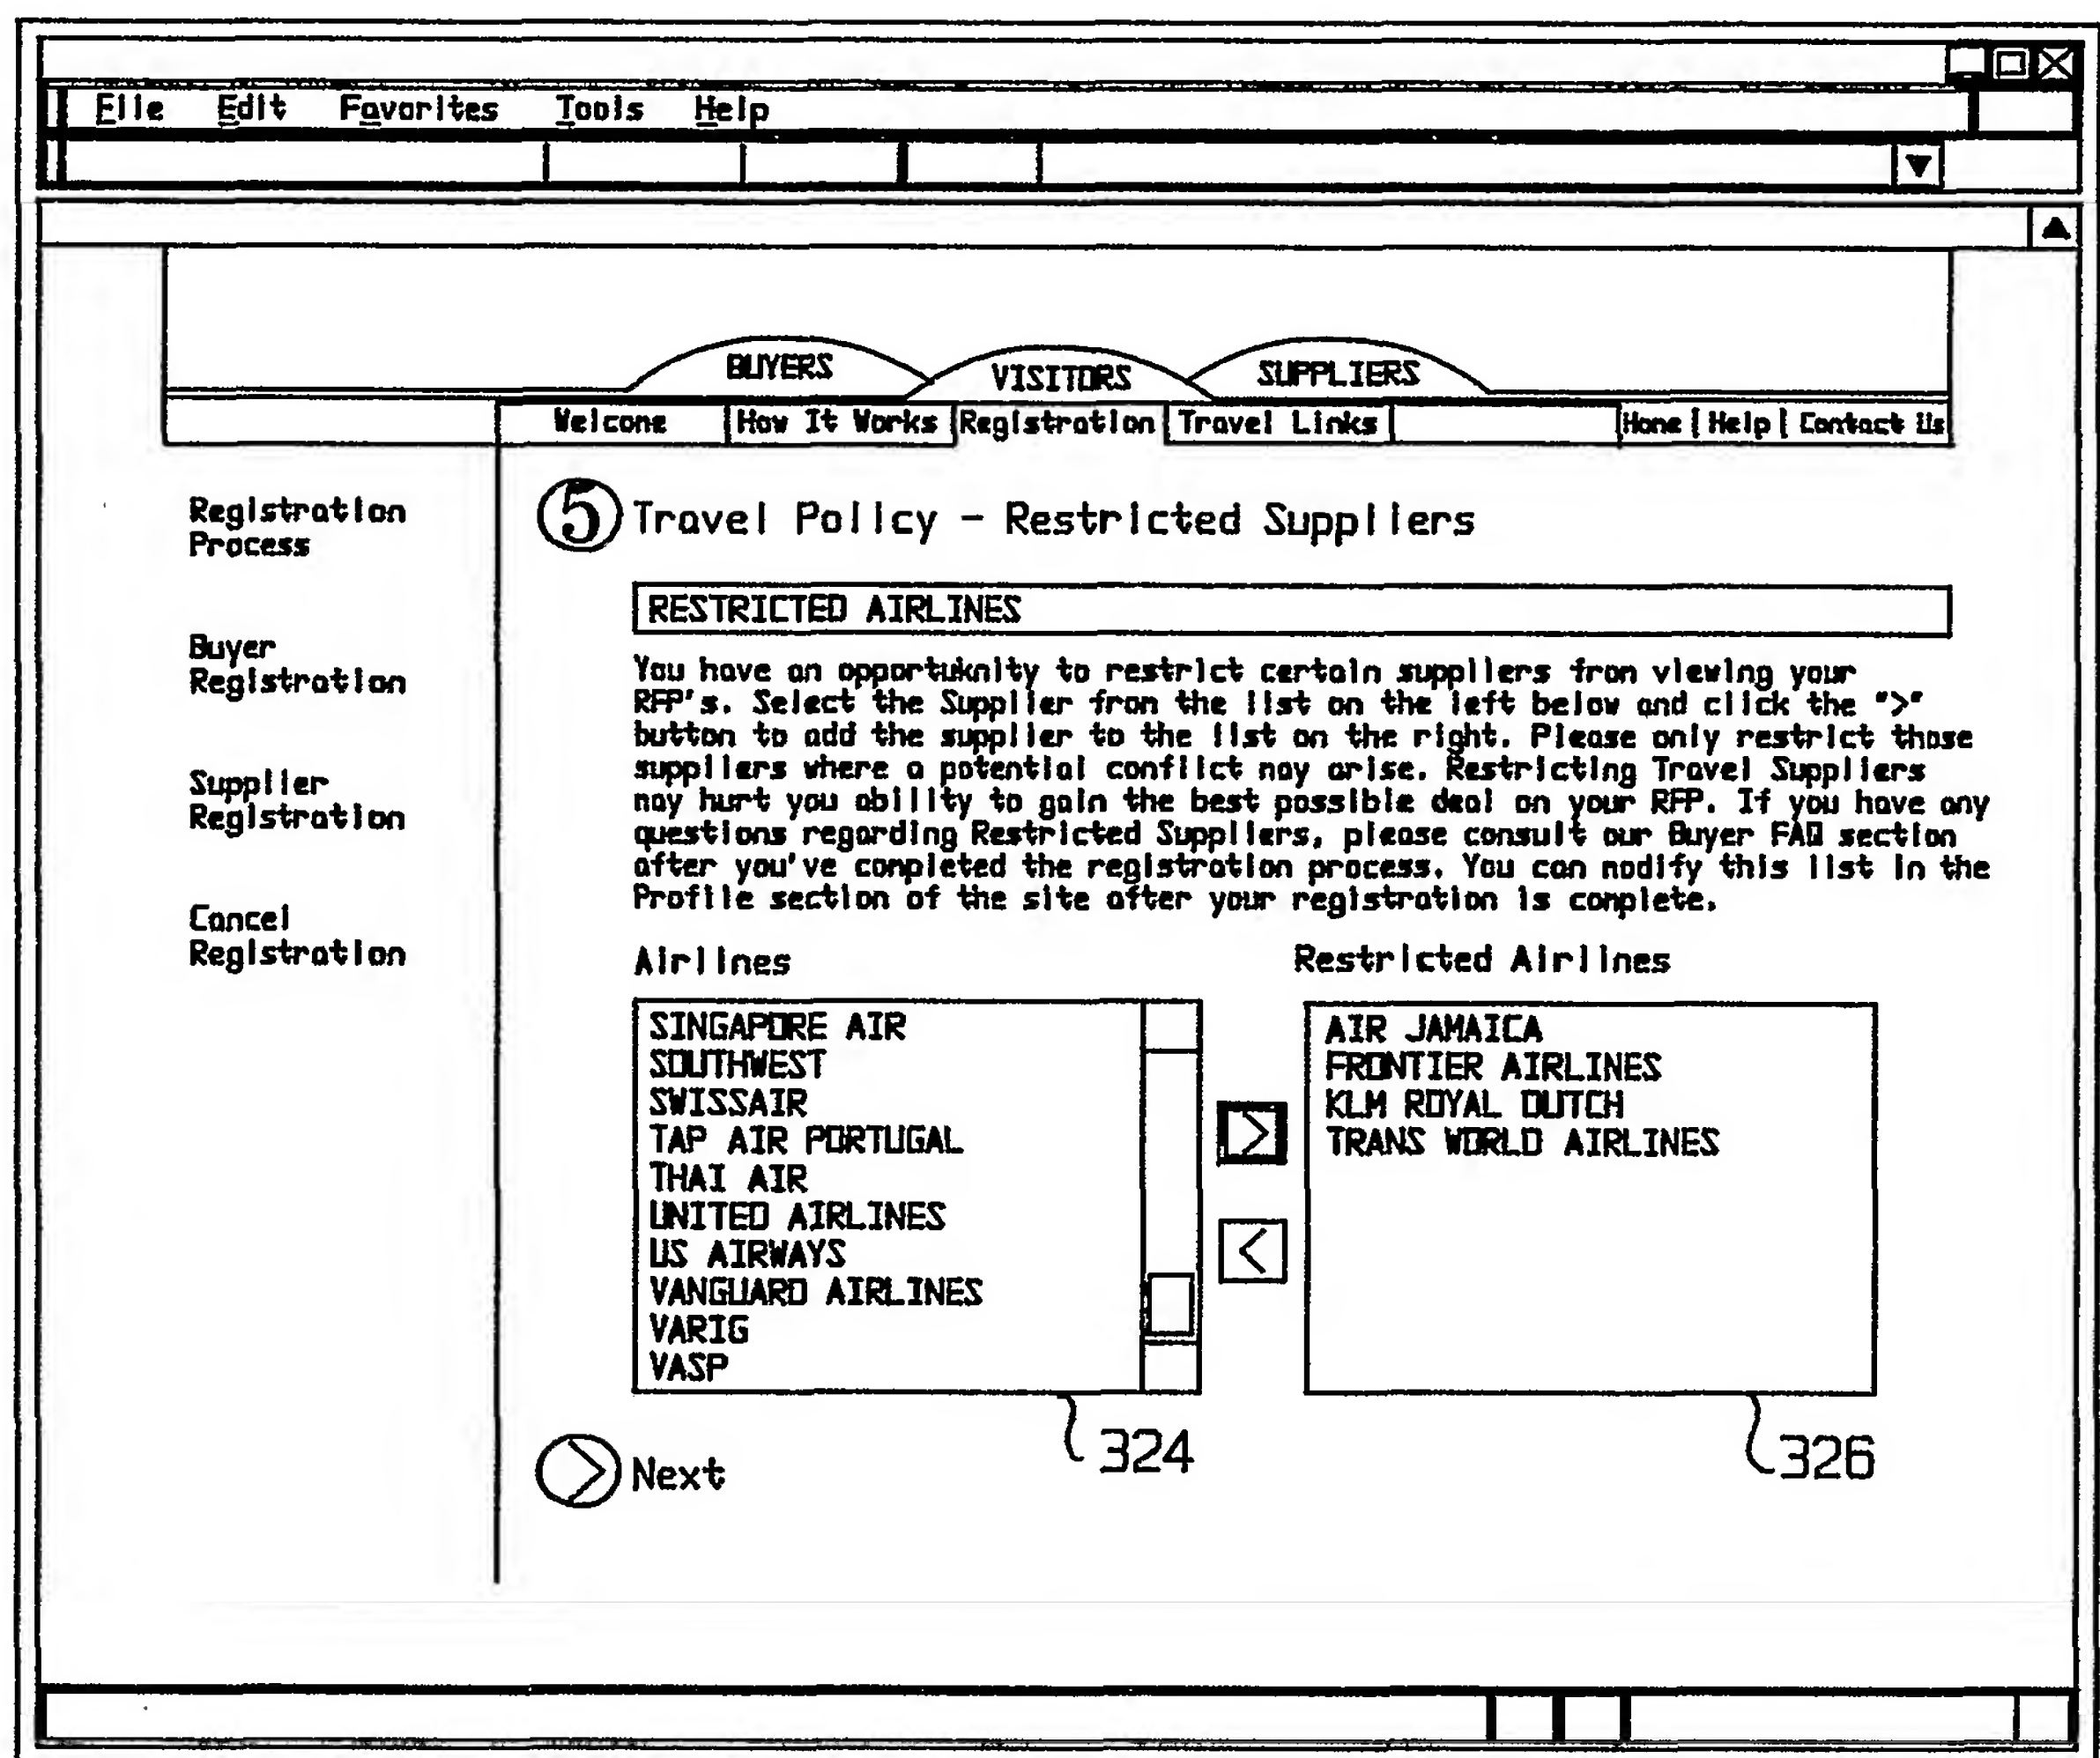 File Edit Favorites Tools Help
BUYERS VISITORS SUPPLIERS
Welcome How It Works Registration Travel Links Home | Help | Contact Us
Registration
Process
Buyer
Registration
Supplier
Registration
Cancel
Registration
5 Travel Policy - Restricted Suppliers
RESTRICTED AIRLINES
You have an opportuknity to restrict certain suppliers from viewing your
RFP's. Select the Supplier from the list on the left below and click the ">"
button to add the supplier to the list on the right. Please only restrict those
suppliers where a potential conflict may arise. Restricting Travel Suppliers
may hurt you ability to gain the best possible deal on your RFP. If you have any
questions regarding Restricted Suppliers, please consult our Buyer FAQ section
after you've completed the registration process. You can modify this list in the
Profile section of the site after your registration is complete.
Airlines
SINGAPORE AIR
SOUTHWEST
SWISSAIR
TAP AIR PORTUGAL
THAI AIR
UNITED AIRLINES
US AIRWAYS
VANGUARD AIRLINES
VARIG
VASP
324
>
<
Restricted Airlines
AIR JAMAICA
FRONTIER AIRLINES
KLM ROYAL DUTCH
TRANS WORLD AIRLINES
326
> Next